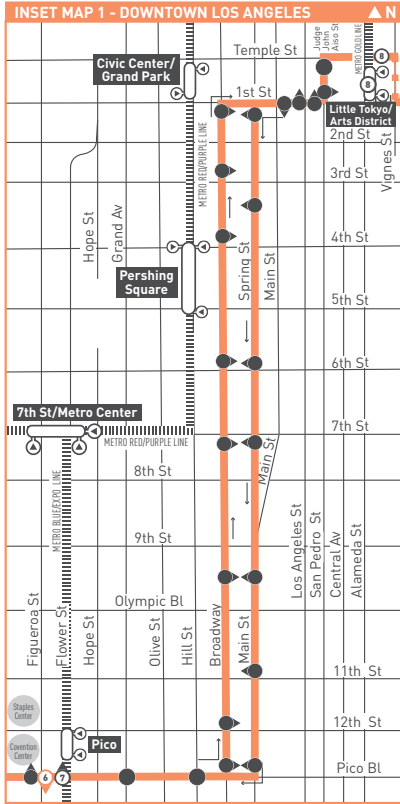 INSET MAP 1 - DOWNTOWN LOS ANGELES
N
Temple St
Judge
John
Aiso St
METRO GOLD LINE
8
Civic Center/
Grand Park
8
1st St
Little Tokyo/
Arts District
2nd St
METRO RED/PURPLE LINE
3rd St
Vignes St
Hope St
Grand Av
4th St
Spring St
Main St
Pershing
Square
5th St
6th St
7th St/Metro Center
7th St
METRO RED/PURPLE LINE
Main St
8th St
METRO BLUE/EXPO LINE
9th St
Los Angeles St
San Pedro St
Central Av
Alameda St
Olympic Bl
Figueroa St
Flower St
Hope St
Olive St
Hill St
Broadway
Main St
11th St
Staples
Center
12th St
Covention
Center
Pico
Pico Bl
6
7